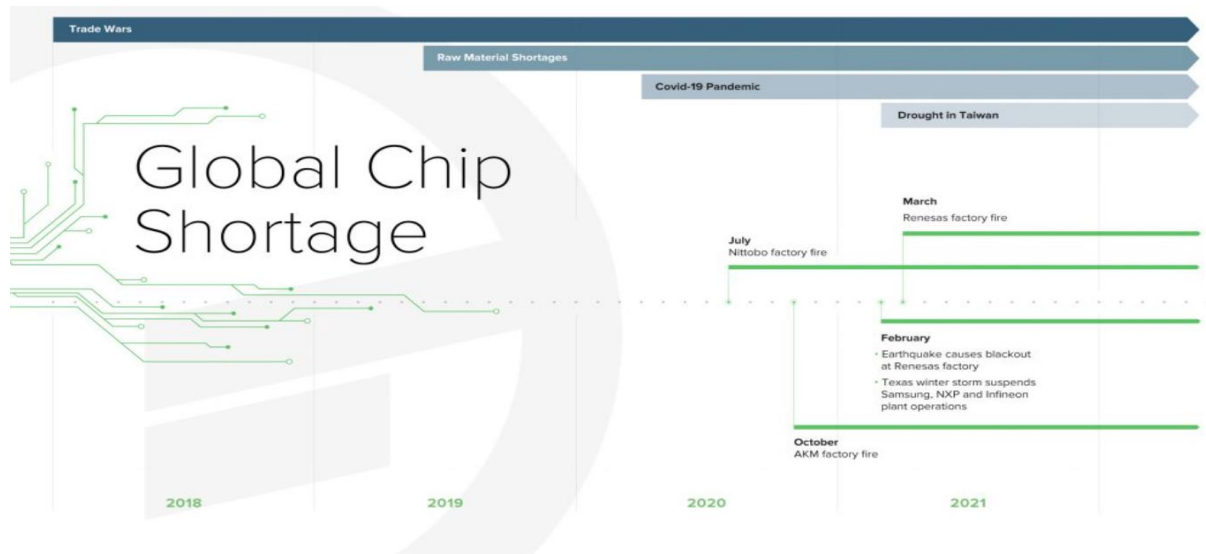 Trade Wars
Raw Material Shortages
Covid-19 Pandemic
Drought in Taiwan
Global Chip
Shortage
March
Renesas factory fire
July
Nittobo factory fire
February
· Earthquake causes blackout
at Renesas factory
· Texas winter storm suspends
Samsung, NXP and Infineon
plant operations
October
AKM factory fire
2018
2019
2020
2021